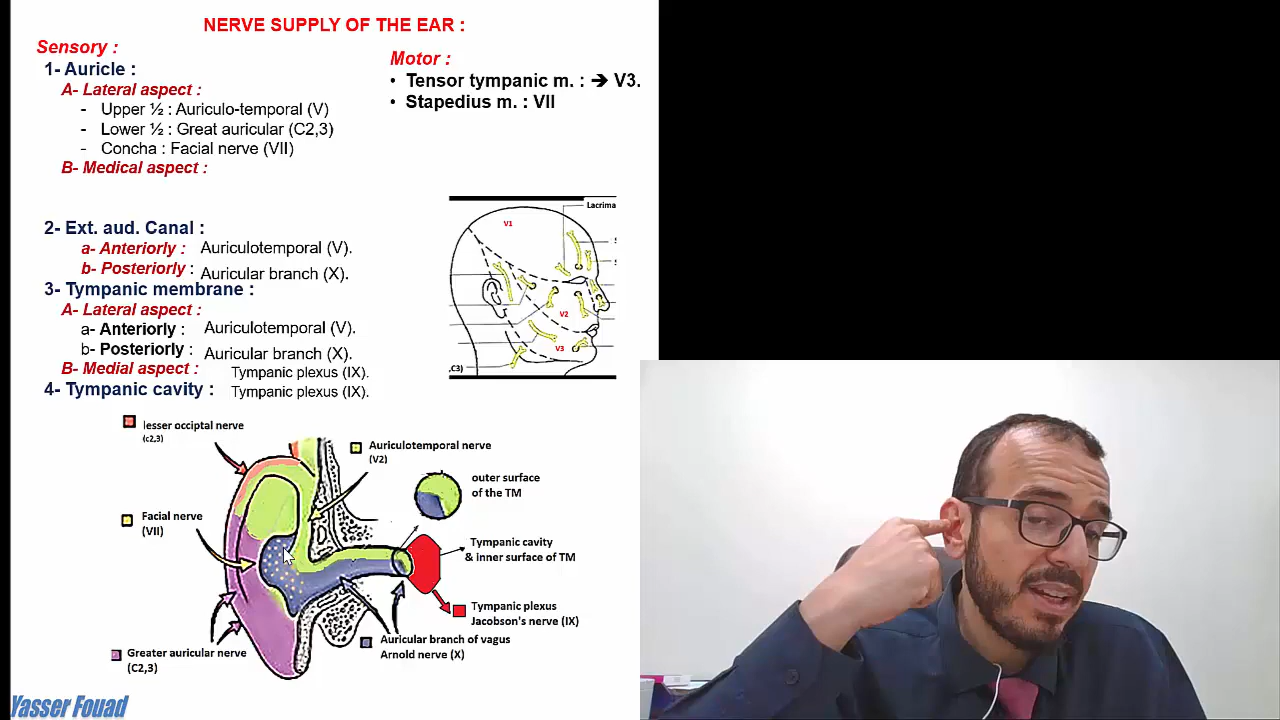 NERVE SUPPLY OF THE EAR :
Sensory :
1- Auricle :
A- Lateral aspect :
- Upper ½ : Auriculo-temporal (V)
- Lower ½ : Great auricular (C2,3)
- Concha : Facial nerve (VII)
B- Medical aspect :
2- Ext. aud. Canal :
a- Anteriorly : Auriculotemporal (V).
b- Posteriorly : Auricular branch (X).
3- Tympanic membrane :
A- Lateral aspect :
a- Anteriorly : Auriculotemporal (V).
b- Posteriorly : Auricular branch (X).
B- Medial aspect : Tympanic plexus (IX).
4- Tympanic cavity : Tympanic plexus (IX).
Motor :
• Tensor tympanic m. : ➔ V3.
• Stapedius m. : VII
Lacrima
V1
V2
V3
,C3)
lesser occiptal nerve
(c2,3)
Auriculotemporal nerve
(V2)
outer surface
of the TM
Facial nerve
(VII)
Tympanic cavity
& inner surface of TM
Tympanic plexus
Jacobson's nerve (IX)
Auricular branch of vagus
Arnold nerve (X)
Greater auricular nerve
(C2,3)
Yasser Fouad